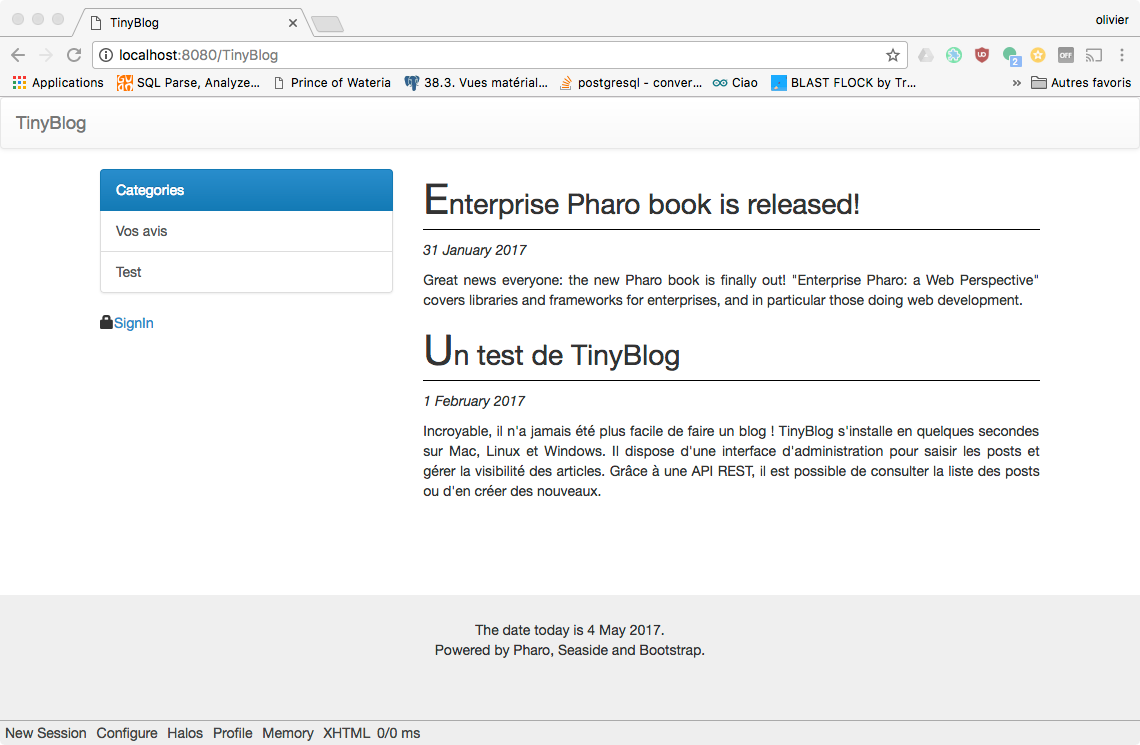 TinyBlog
olivier
localhost:8080/TinyBlog
UD
2
OFF
Applications SQL Parse, Analyze... Prince of Wateria 38.3. Vues matérial... postgresql - conver... Ciao BLAST FLOCK by Tr... » Autres favoris
TinyBlog
Categories
Vos avis
Test
SignIn
Enterprise Pharo book is released!
31 January 2017
Great news everyone: the new Pharo book is finally out! "Enterprise Pharo: a Web Perspective"
covers libraries and frameworks for enterprises, and in particular those doing web development.
Un test de TinyBlog
1 February 2017
Incroyable, il n'a jamais été plus facile de faire un blog ! TinyBlog s'installe en quelques secondes
sur Mac, Linux et Windows. Il dispose d'une interface d'administration pour saisir les posts et
gérer la visibilité des articles. Grâce à une API REST, il est possible de consulter la liste des posts
ou d'en créer des nouveaux.
The date today is 4 May 2017.
Powered by Pharo, Seaside and Bootstrap.
New Session Configure Halos Profile Memory XHTML 0/0 ms